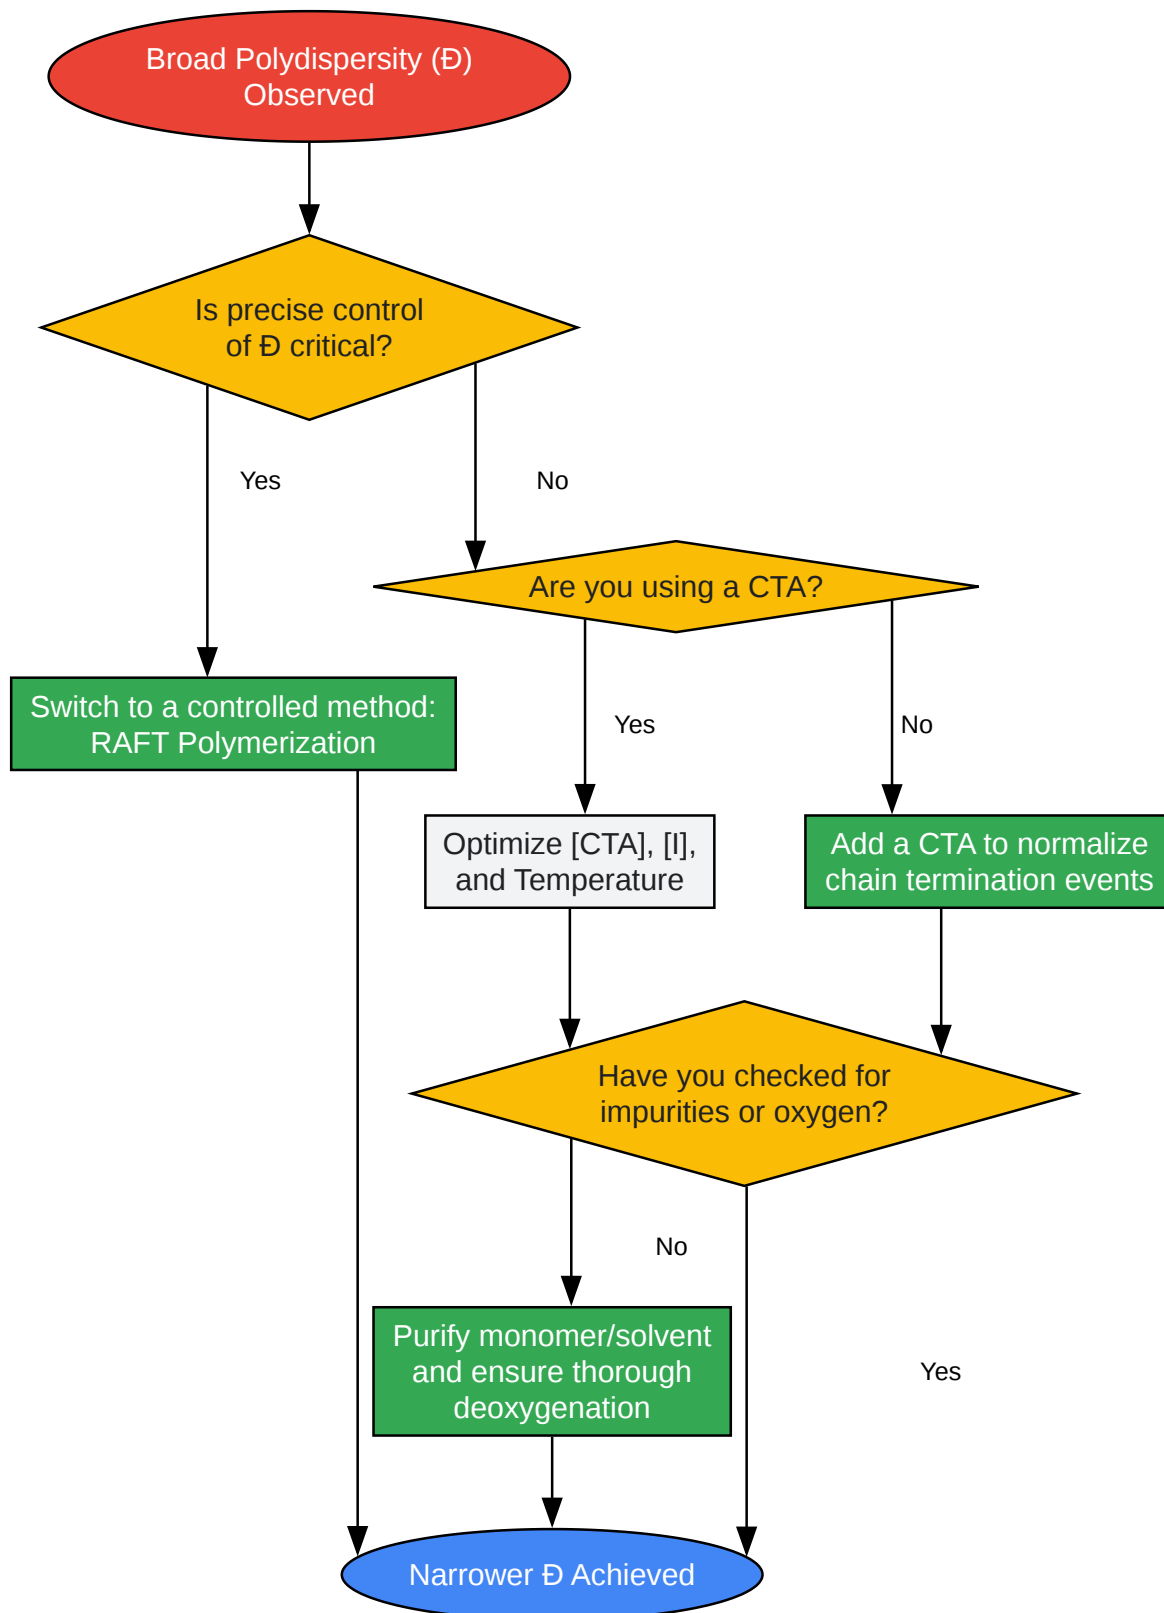 Broad Polydispersity (Đ)
Observed
Is precise control
of Đ critical?
Yes
No
Are you using a CTA?
Switch to a controlled method:
RAFT Polymerization
Yes
No
Optimize [CTA], [I],
and Temperature
Add a CTA to normalize
chain termination events
Have you checked for
impurities or oxygen?
No
Purify monomer/solvent
and ensure thorough
deoxygenation
Yes
Narrower Đ Achieved